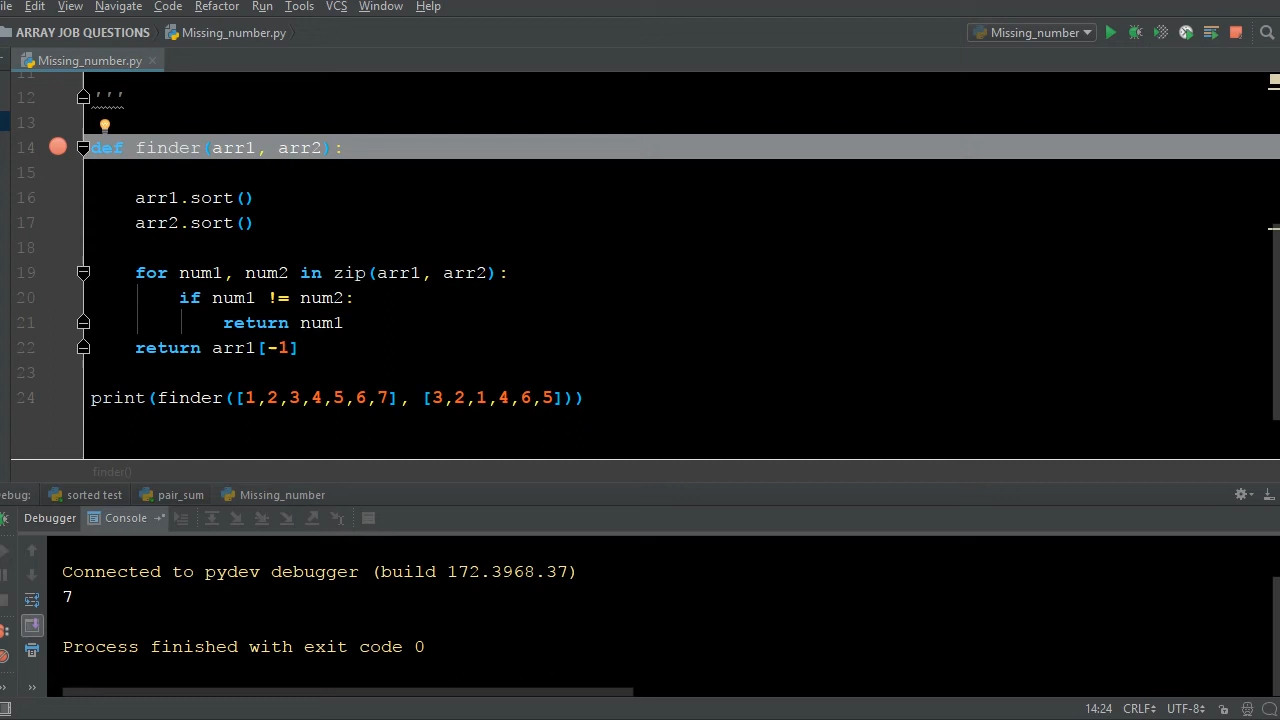 ile Edit View Navigate Code Refactor Run Tools VCS Window Help
ARRAY JOB QUESTIONS Missing_number.py Missing_number
Missing_number.py
11
12 '''
13
14 def finder(arr1, arr2):
15
16 arr1.sort()
17 arr2.sort()
18
19 for num1, num2 in zip(arr1, arr2):
20 if num1 != num2:
21 return num1
22 return arr1[-1]
23
24 print(finder([1,2,3,4,5,6,7], [3,2,1,4,6,5]))
finder()
ebug: sorted test pair_sum Missing_number
Debugger Console
Connected to pydev debugger (build 172.3968.37)
7
Process finished with exit code 0
14:24 CRLF UTF-8